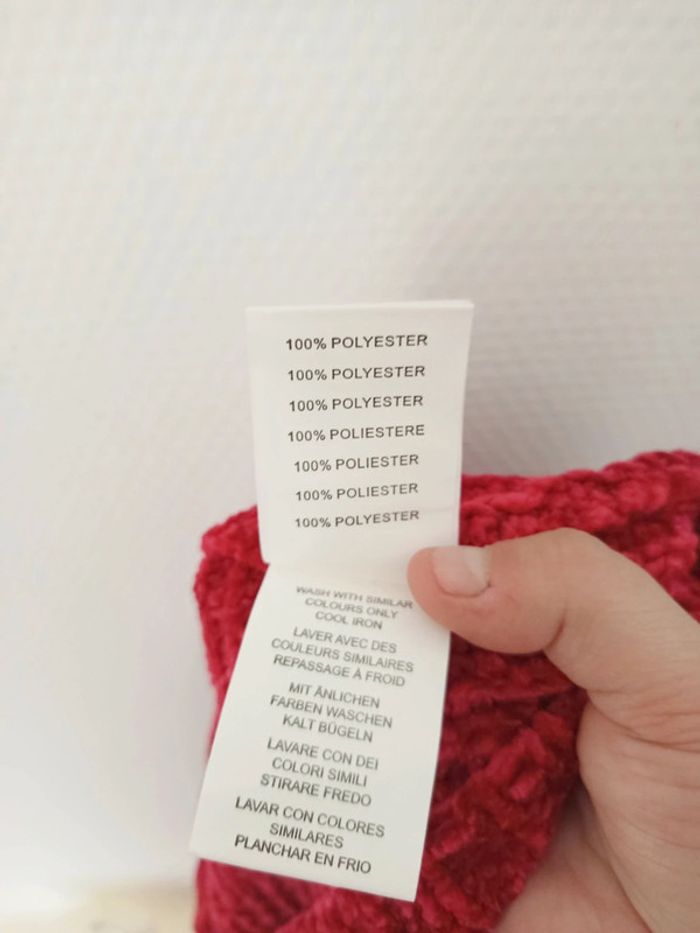 100% POLYESTER
100% POLYESTER
100% POLYESTER
100% POLIESTERE
100% POLIESTER
100% POLIESTER
100% POLYESTER
WASH WITH SIMILAR
COLOURS ONLY
COOL IRON
LAVER AVEC DES
COULEURS SIMILAIRES
REPASSAGE À FROID
MIT ÄNLICHEN
FARBEN WASCHEN
KALT BÜGELN
LAVARE CON DEI
COLORI SIMILI
STIRARE FREDO
LAVAR CON COLORES
SIMILARES
PLANCHAR EN FRIO